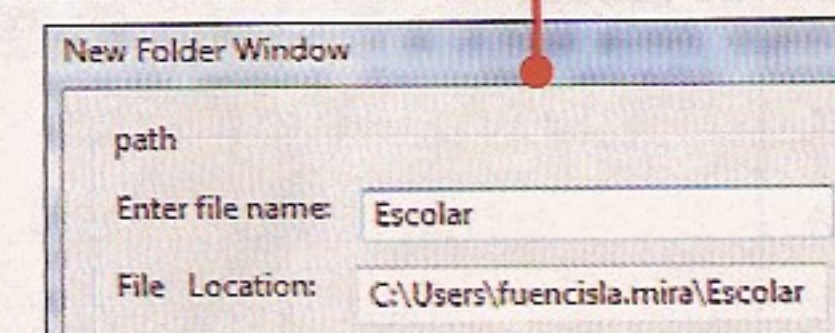 New Folder Window
path
Enter file name: Escolar
File Location: C:\Users\fuencisla.mira\Escolar